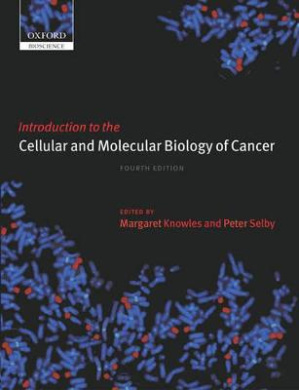 OXFORD
BIOSCIENCE
Introduction to the
Cellular and Molecular Biology of Cancer
FOURTH EDITION
EDITED BY
Margaret Knowles and Peter Selby